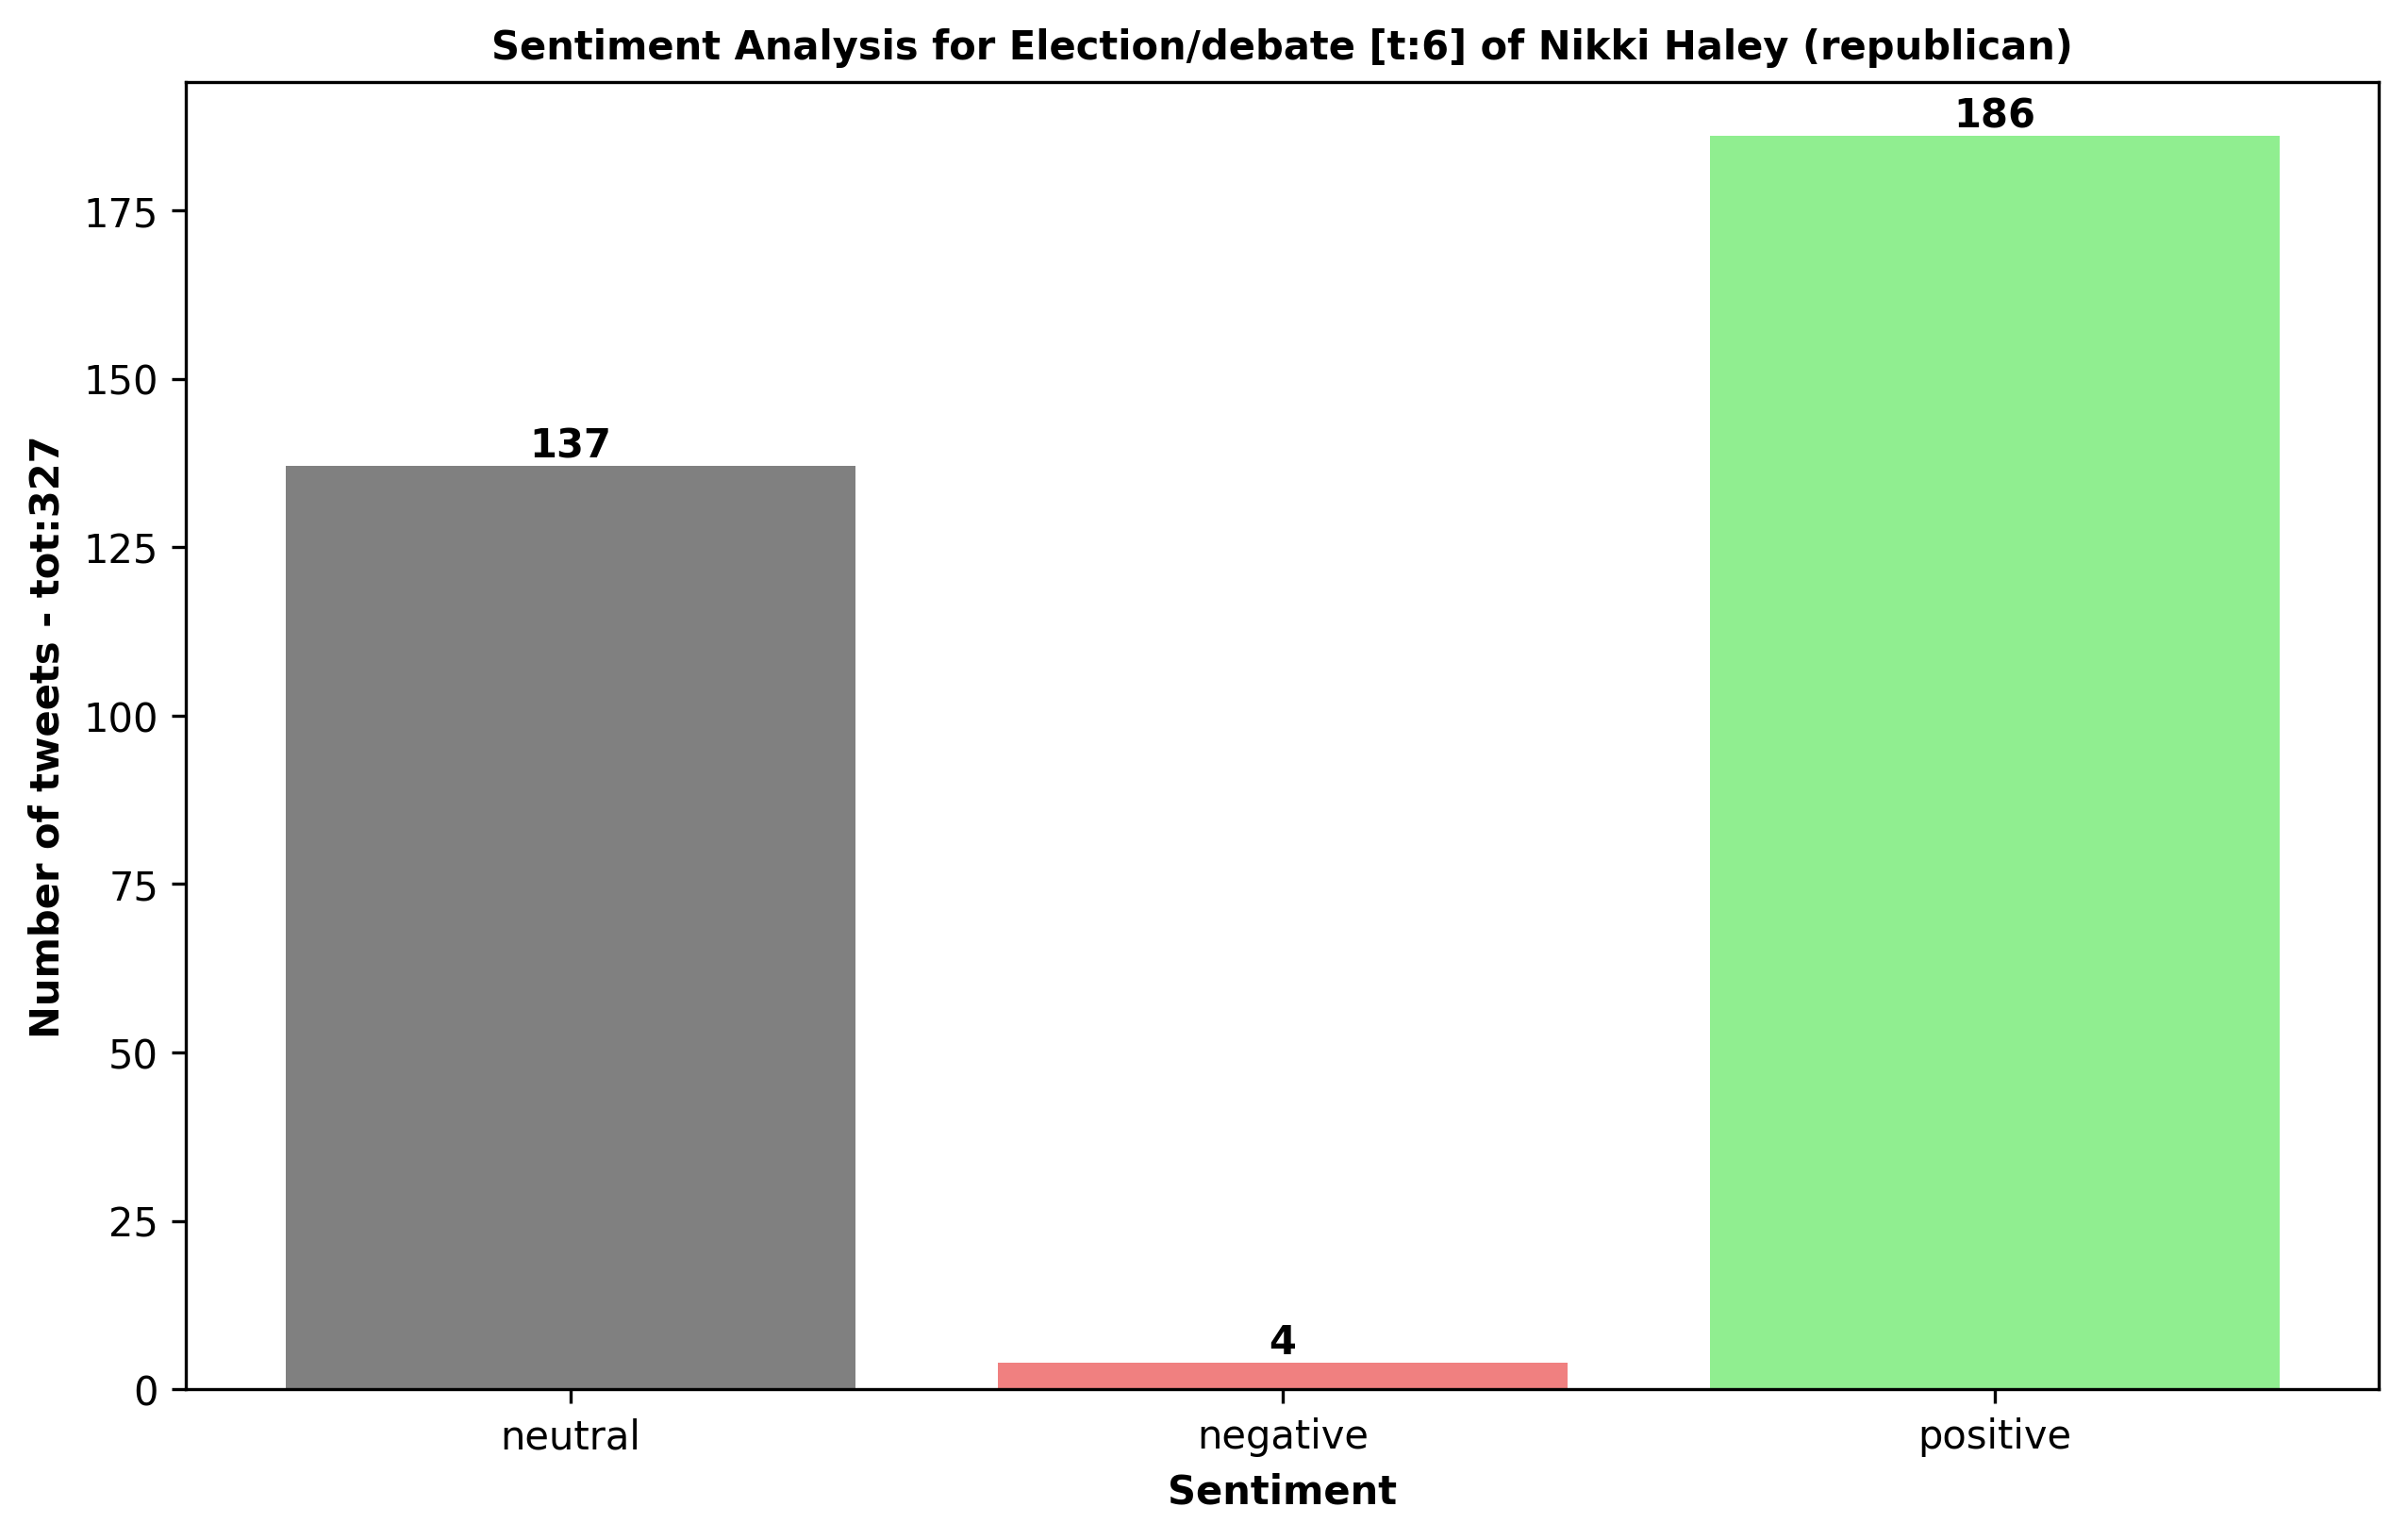 Sentiment Analysis for Election/debate [t:6] of Nikki Haley (republican)
186
175
150
137
125
100
75
50
25
4
0
Number of tweets - tot:327
neutral
negative
positive
Sentiment